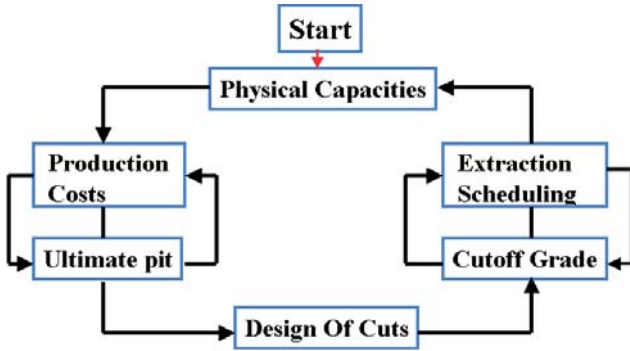 Start
Physical Capacities
Production
Costs
Extraction
Scheduling
Ultimate pit
Cutoff Grade
Design Of Cuts